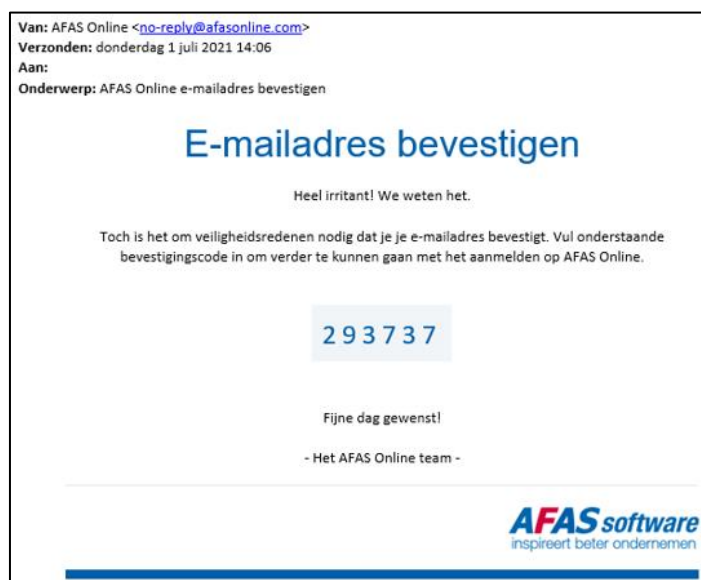 Van: AFAS Online <no-reply@afasonline.com>
Verzonden: donderdag 1 juli 2021 14:06
Aan:
Onderwerp: AFAS Online e-mailadres bevestigen
E-mailadres bevestigen
Heel irritant! We weten het.
Toch is het om veiligheidsredenen nodig dat je je e-mailadres bevestigt. Vul onderstaande
bevestigingscode in om verder te kunnen gaan met het aanmelden op AFAS Online.
293737
Fijne dag gewenst!
- Het AFAS Online team -
AFAS software
inspireert beter ondernemen